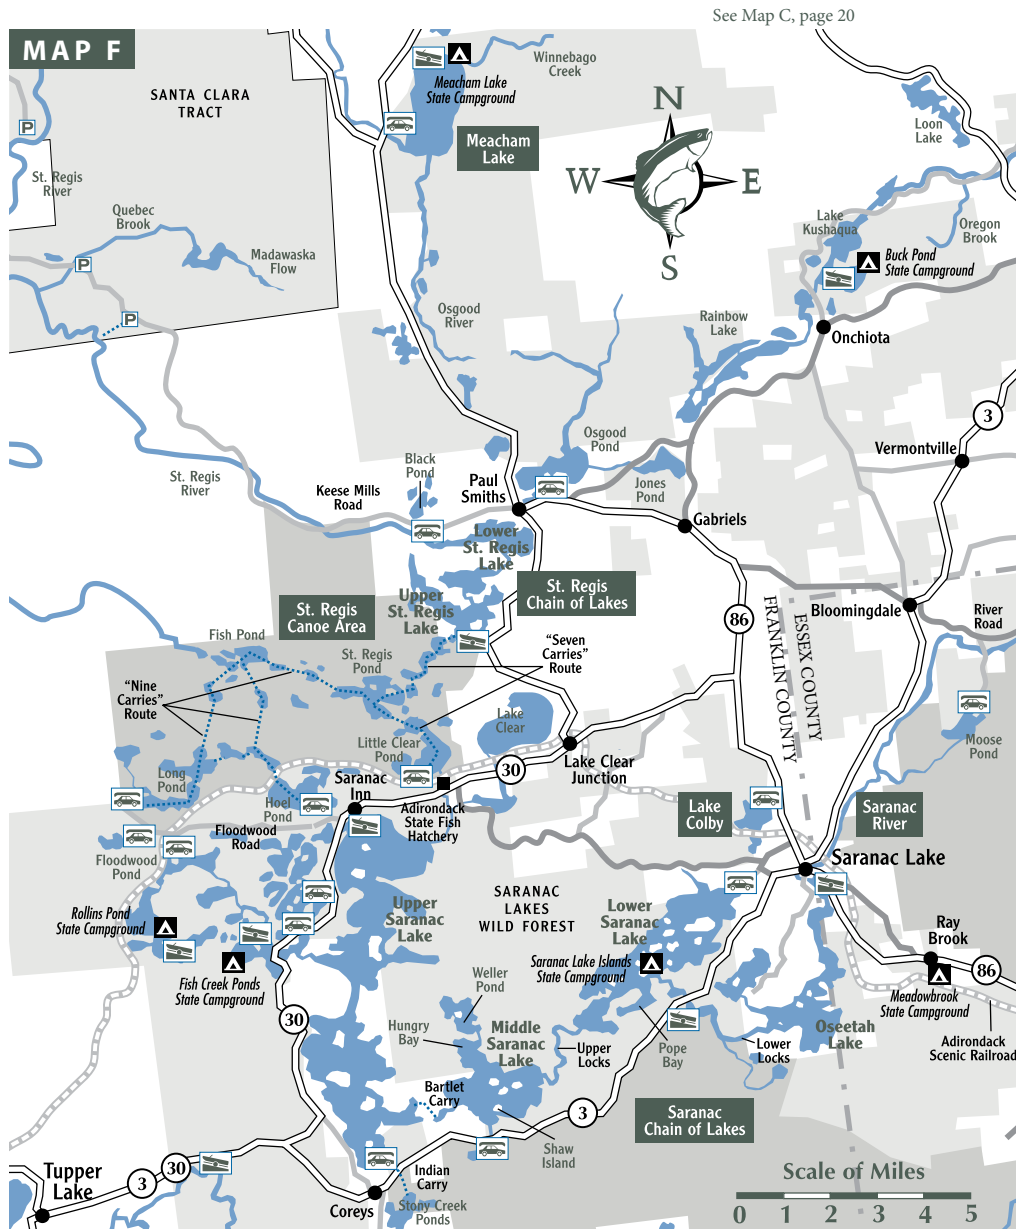 See Map C, page 20
MAP F
SANTA CLARA
TRACT
Winnebago
Creek
Meacham Lake
State Campground
Meacham
Lake
N
W
E
S
Loon
Lake
P
St. Regis
River
Quebec
Brook
Madawaska
Flow
P
P
Lake
Kushaqua
Oregon
Brook
Buck Pond
State Campground
Osgood
River
Rainbow
Lake
Onchiota
3
Vermontville
Osgood
Pond
Jones
Pond
Black
Pond
Paul
Smiths
St. Regis
River
Keese Mills
Road
Gabriels
Lower
St. Regis
Lake
St. Regis
Chain of Lakes
Upper
St. Regis
Lake
St. Regis
Canoe Area
86
FRANKLIN COUNTY
ESSEX COUNTY
Bloomingdale
River
Road
Fish Pond
St. Regis
Pond
"Seven
Carries"
Route
"Nine
Carries"
Route
Lake
Clear
Little Clear
Pond
Moose
Pond
30
Lake Clear
Junction
Long
Pond
Saranac
Inn
Hoel
Pond
Adirondack
State Fish
Hatchery
Lake
Colby
Saranac
River
Floodwood
Road
Floodwood
Pond
Saranac Lake
SARANAC
LAKES
WILD FOREST
Upper
Saranac
Lake
Lower
Saranac
Lake
Rollins Pond
State Campground
Ray
Brook
86
Saranac Lake Islands
State Campground
Fish Creek Ponds
State Campground
Weller
Pond
Meadowbrook
State Campground
30
Hungry
Bay
Middle
Saranac
Lake
Upper
Locks
Pope
Bay
Lower
Locks
Oseetah
Lake
Adirondack
Scenic Railroad
Bartlet
Carry
3
Saranac
Chain of Lakes
Shaw
Island
Indian
Carry
Tupper
Lake
3
30
Coreys
Stony Creek
Ponds
Scale of Miles
0 1 2 3 4 5